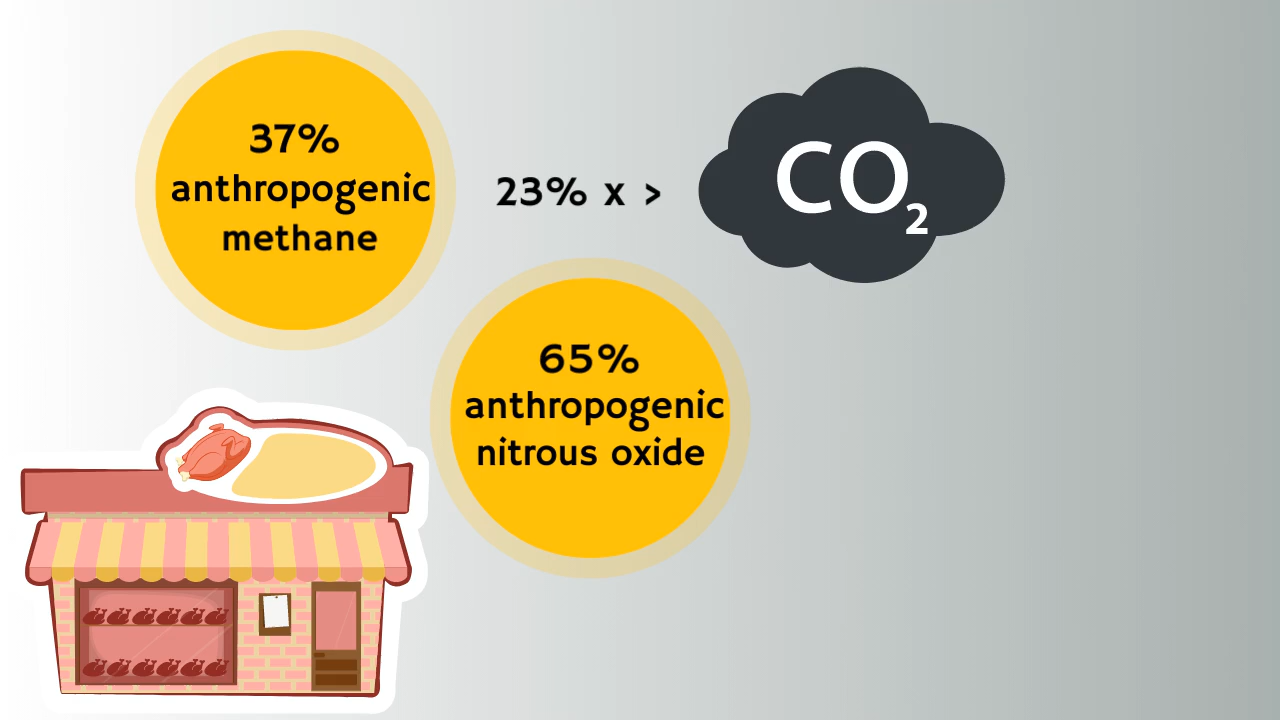 37%
anthropogenic
methane
23% x >
CO₂
65%
anthropogenic
nitrous oxide